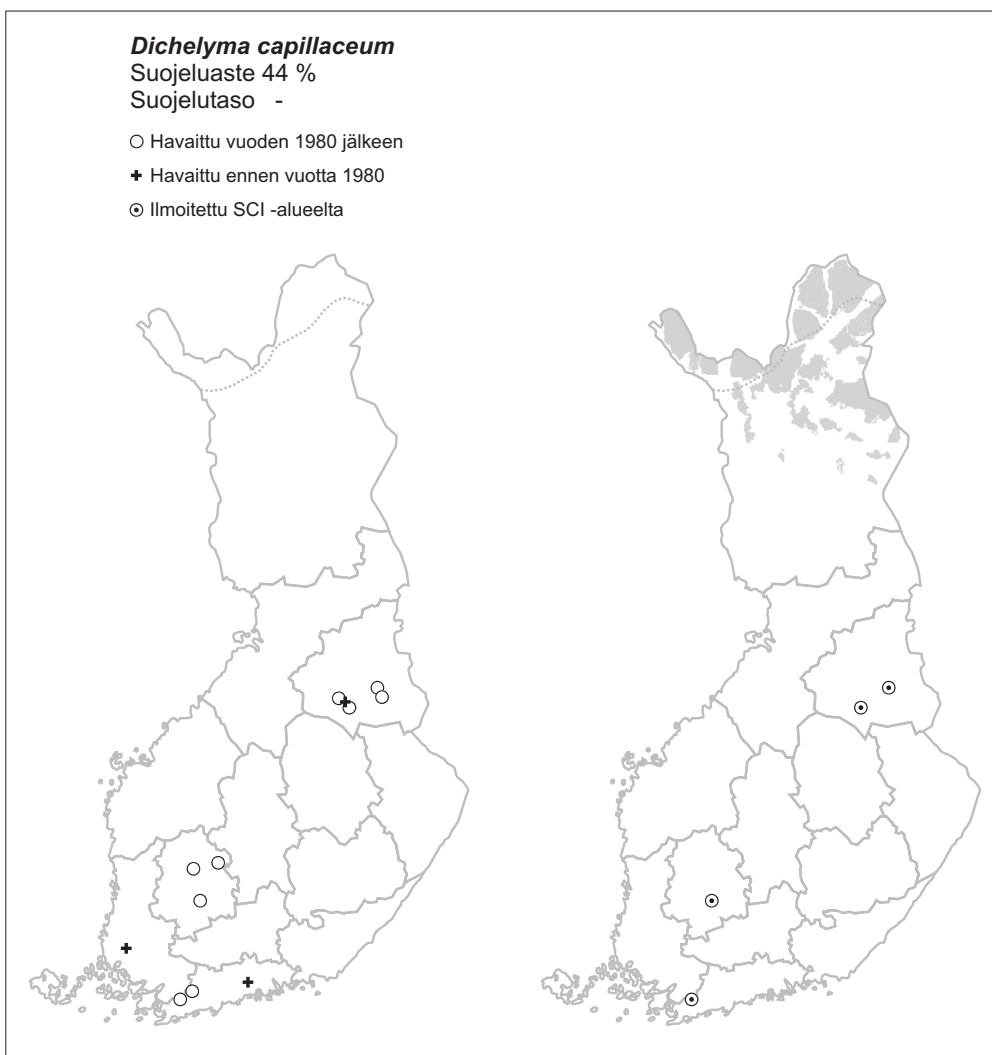 Dichelyma capillaceum
Suojeluaste 44 %
Suojelutaso -
Havaittu vuoden 1980 jälkeen
Havaittu ennen vuotta 1980
Ilmoitettu SCI -alueelta